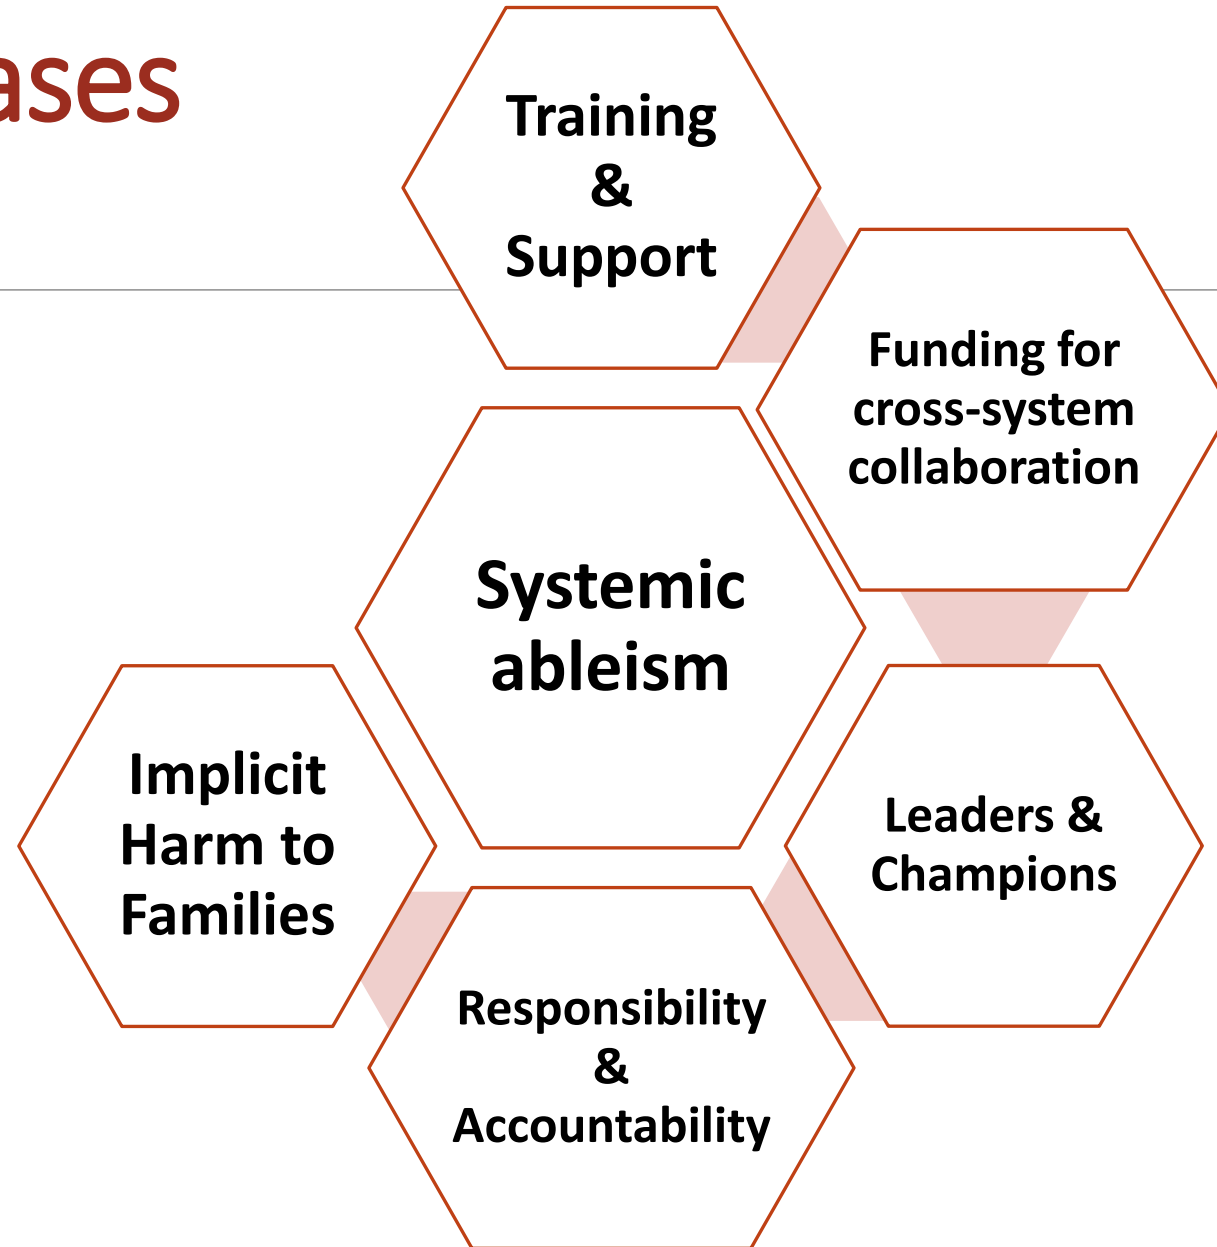 ases
Training
&
Support
Funding for
cross-system
collaboration
Systemic
ableism
Implicit
Harm to
Families
Leaders &
Champions
Responsibility
&
Accountability